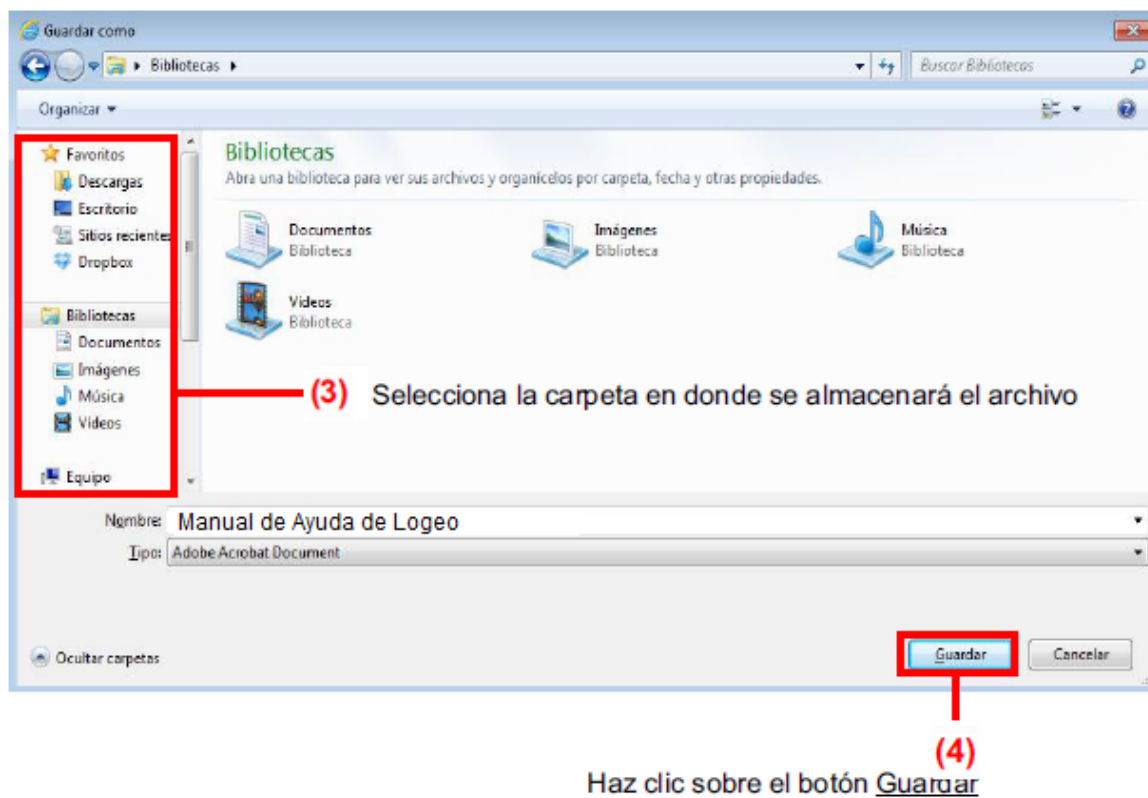 Guardar como
Bibliotecas
Buscar Bibliotecas
Organizar
Favoritos
Descargas
Escritorio
Sitios recientes
Dropbox
Bibliotecas
Documentos
Imágenes
Música
Vídeos
Equipo
Bibliotecas
Abra una biblioteca para ver sus archivos y organícelos por carpeta, fecha y otras propiedades.
Documentos
Biblioteca
Imágenes
Biblioteca
Música
Biblioteca
Vídeos
Biblioteca
(3) Selecciona la carpeta en donde se almacenará el archivo
Nombre: Manual de Ayuda de Logeo
Tipo: Adobe Acrobat Document
Ocultar carpetas
Guardar
Cancelar
(4)
Haz clic sobre el botón Guardar